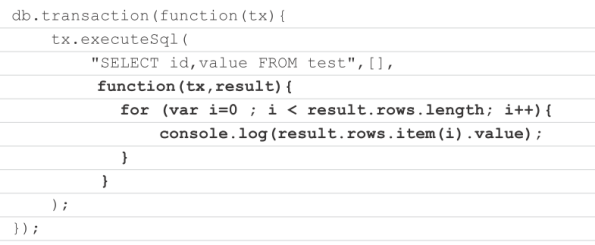 db.transaction(function(tx){
    tx.executeSql(
        "SELECT id,value FROM test",[],
        function(tx,result){
          for (var i=0 ; i < result.rows.length; i++){
              console.log(result.rows.item(i).value);
          }
        }
    );
});